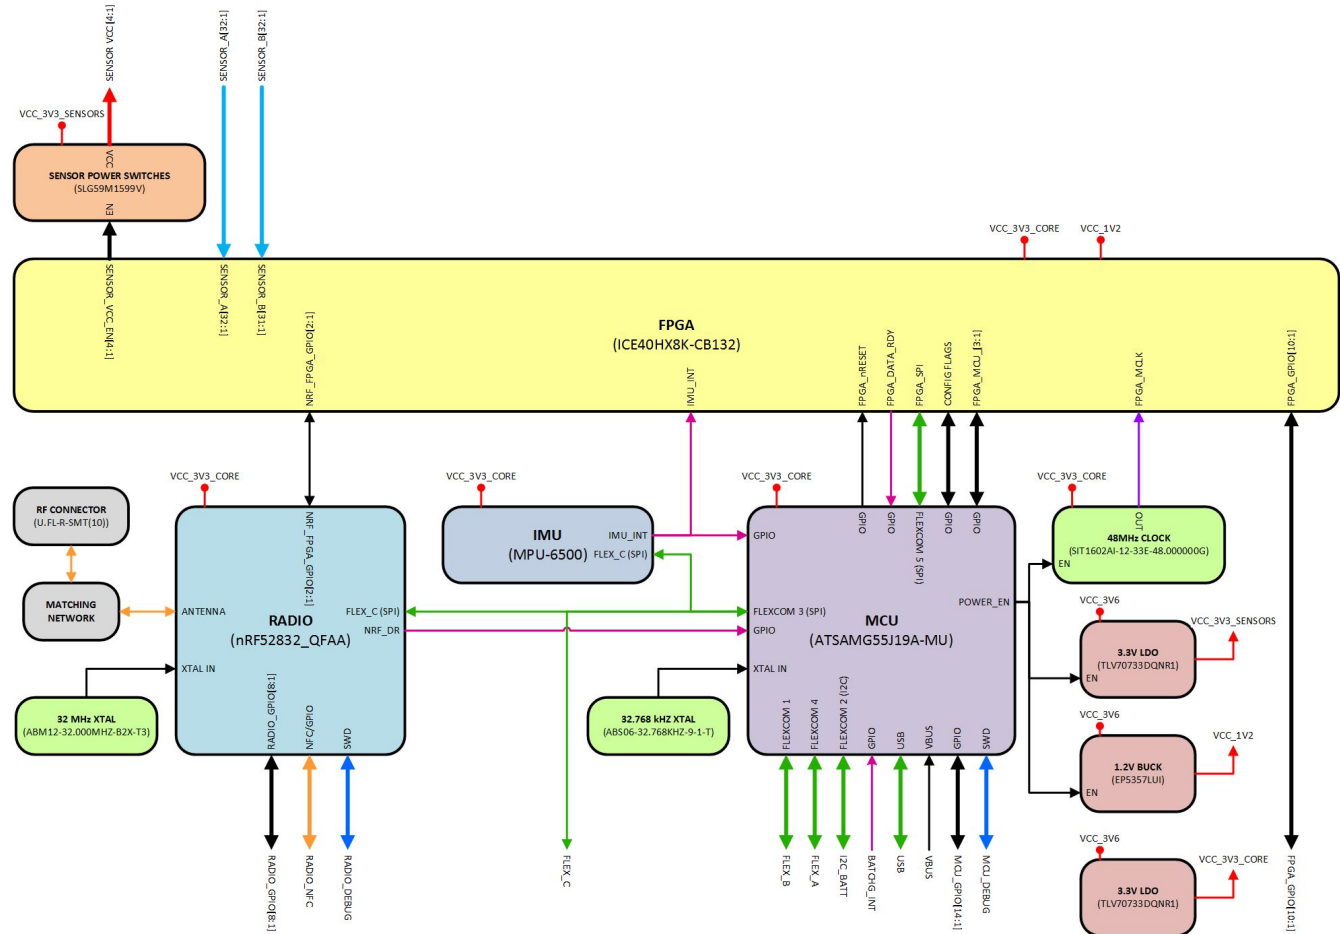 SENSOR VCC[4:1]
SENSOR_A[32:1]
SENSOR_B[32:1]
VCC_3V3_SENSORS
VCC
SENSOR POWER SWITCHES
(SLG59M1599V)
EN
VCC_3V3_CORE
VCC_1V2
SENSOR_VCC_EN[4:1]
SENSOR_A[32:1]
SENSOR_B[31:1]
NRF_FPGA_GPIO[2:1]
FPGA
(ICE40HX8K-CB132)
IMU_INT
FPGA_nRESET
FPGA_DATA_RDY
FPGA_SPI
CONFIG FLAGS
FPGA_MCU_[3:1]
FPGA_MCLK
FPGA_GPIO[10:1]
VCC_3V3_CORE
VCC_3V3_CORE
VCC_3V3_CORE
VCC_3V3_CORE
RF CONNECTOR
(U.FL-R-SMT(10))
MATCHING
NETWORK
32 MHz XTAL
(ABM12-32.000MHZ-B2X-T3)
NRF_FPGA_GPIO[2:1]
ANTENNA
RADIO
(nRF52832_QFAA)
FLEX_C (SPI)
NRF_DR
XTAL IN
RADIO_GPIO[8:1]
NFC/GPIO
SWD
RADIO_GPIO[8:1]
RADIO_NFC
RADIO_DEBUG
IMU
(MPU-6500)
IMU_INT
FLEX_C (SPI)
FLEX_C
32.768 kHZ XTAL
(ABS06-32.768KHZ-9-1-T)
GPIO
GPIO
FLEXCOM 5 (SPI)
GPIO
GPIO
GPIO
FLEXCOM 3 (SPI)
GPIO
XTAL IN
MCU
(ATSAMG55J19A-MU)
POWER_EN
FLEXCOM 1
FLEXCOM 4
FLEXCOM 2 (I2C)
GPIO
USB
VBUS
GPIO
SWD
FLEX_B
FLEX_A
I2C_BATT
BATCHG_INT
USB
VBUS
MCU_GPIO[14:1]
MCU_DEBUG
OUT
48MHz CLOCK
(SIT1602AI-12-33E-48.000000G)
EN
VCC_3V6
VCC_3V3_SENSORS
3.3V LDO
(TLV70733DQNR1)
EN
VCC_3V6
VCC_1V2
1.2V BUCK
(EP5357LUI)
EN
VCC_3V6
VCC_3V3_CORE
3.3V LDO
(TLV70733DQNR1)
FPGA_GPIO[10:1]